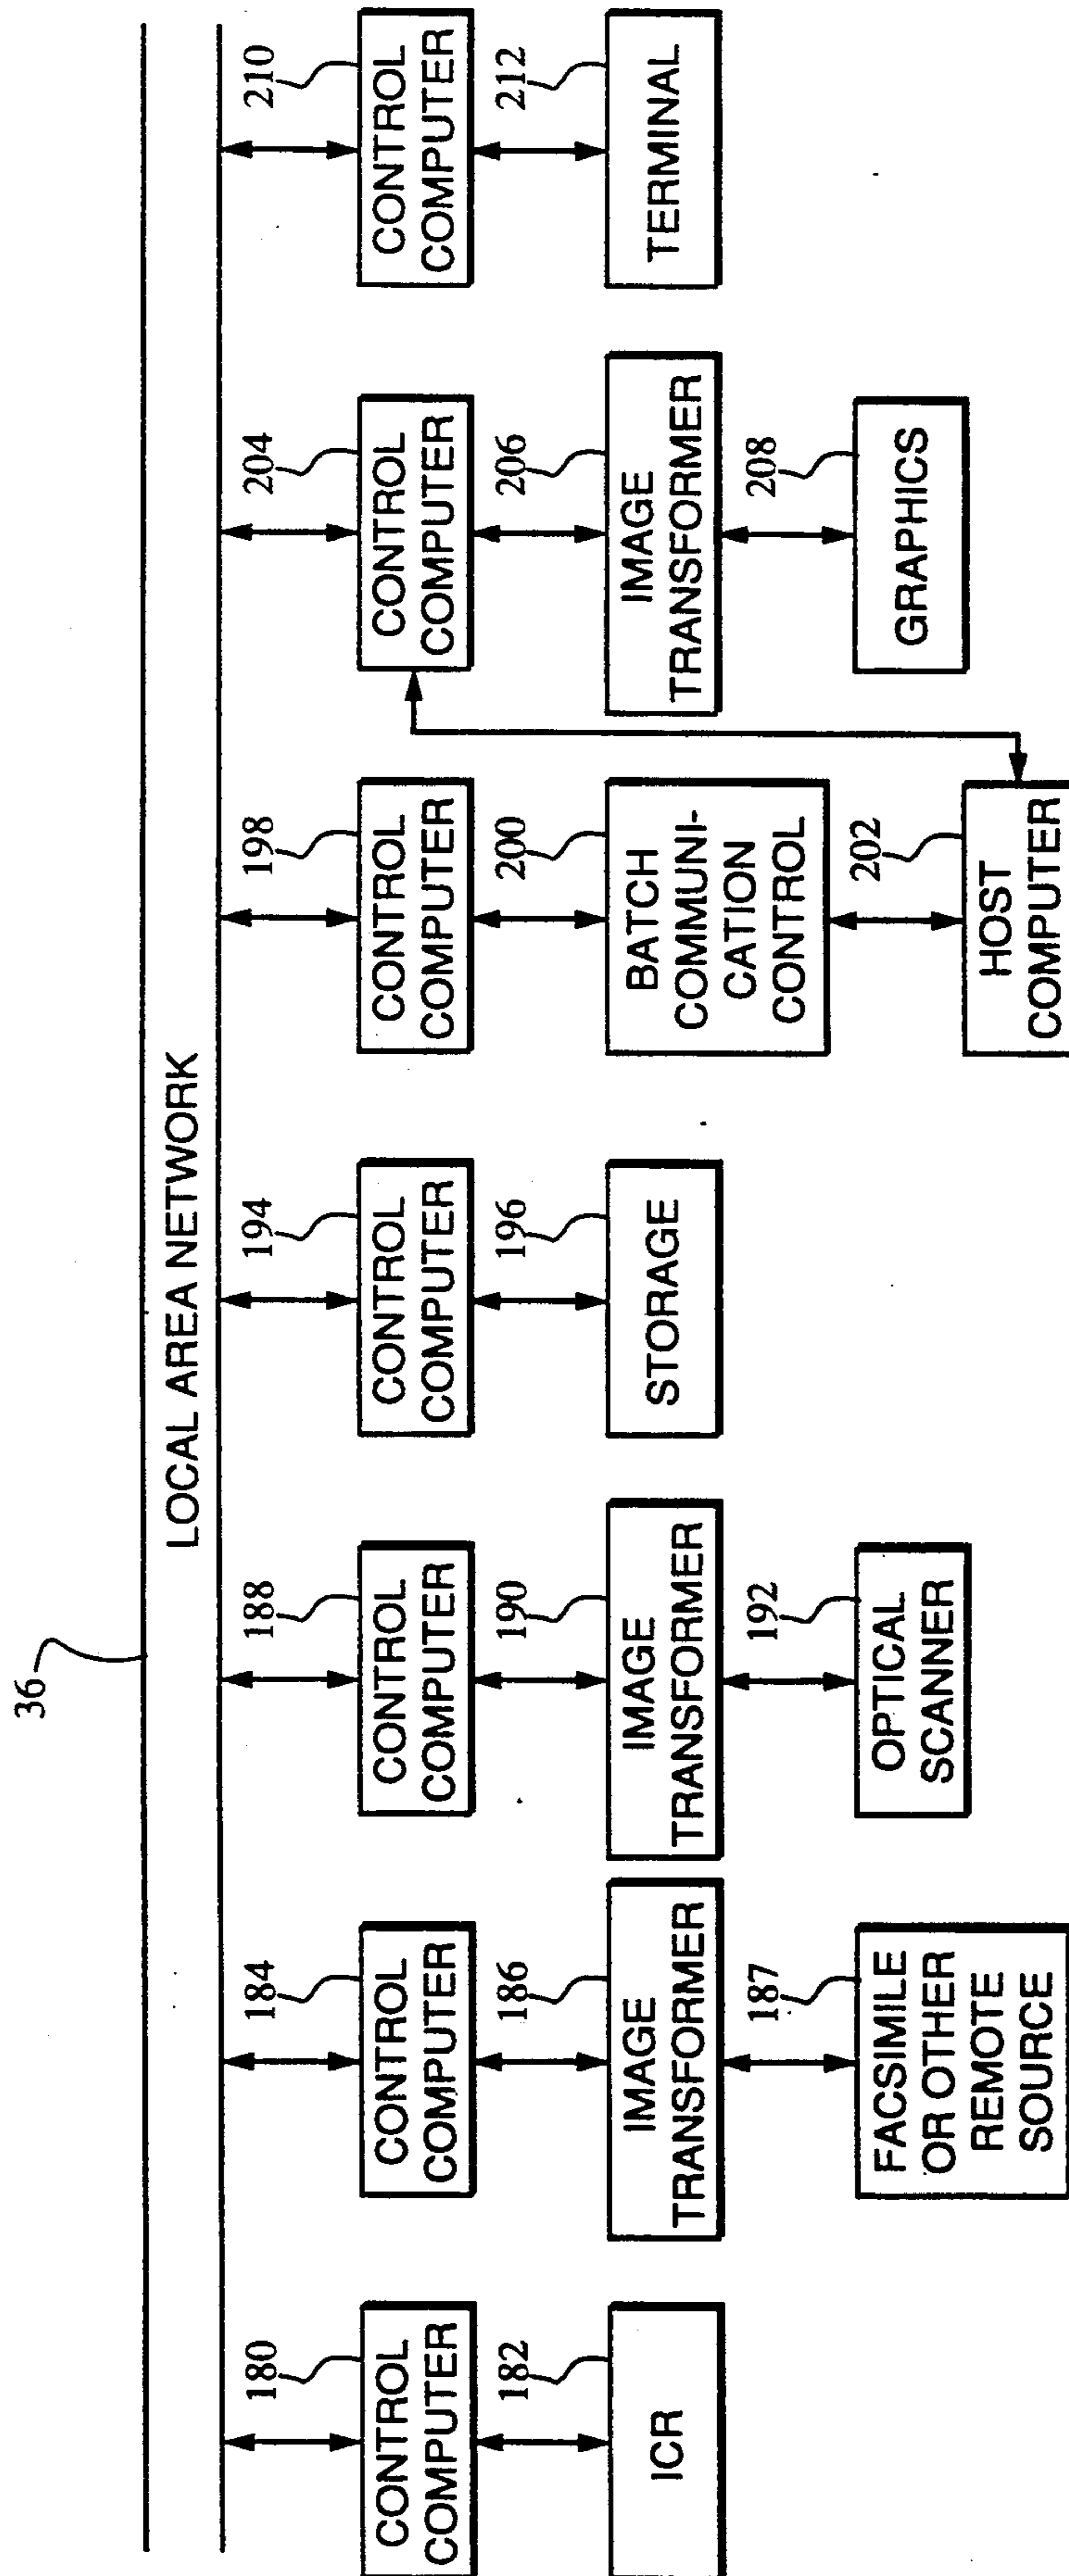 36
LOCAL AREA NETWORK
180
CONTROL
COMPUTER
182
ICR
184
CONTROL
COMPUTER
186
IMAGE
TRANSFORMER
187
FACSIMILE
OR OTHER
REMOTE
SOURCE
188
CONTROL
COMPUTER
190
IMAGE
TRANSFORMER
192
OPTICAL
SCANNER
194
CONTROL
COMPUTER
196
STORAGE
198
CONTROL
COMPUTER
200
BATCH
COMMUNI-
CATION
CONTROL
202
HOST
COMPUTER
204
CONTROL
COMPUTER
206
IMAGE
TRANSFORMER
208
GRAPHICS
210
CONTROL
COMPUTER
212
TERMINAL